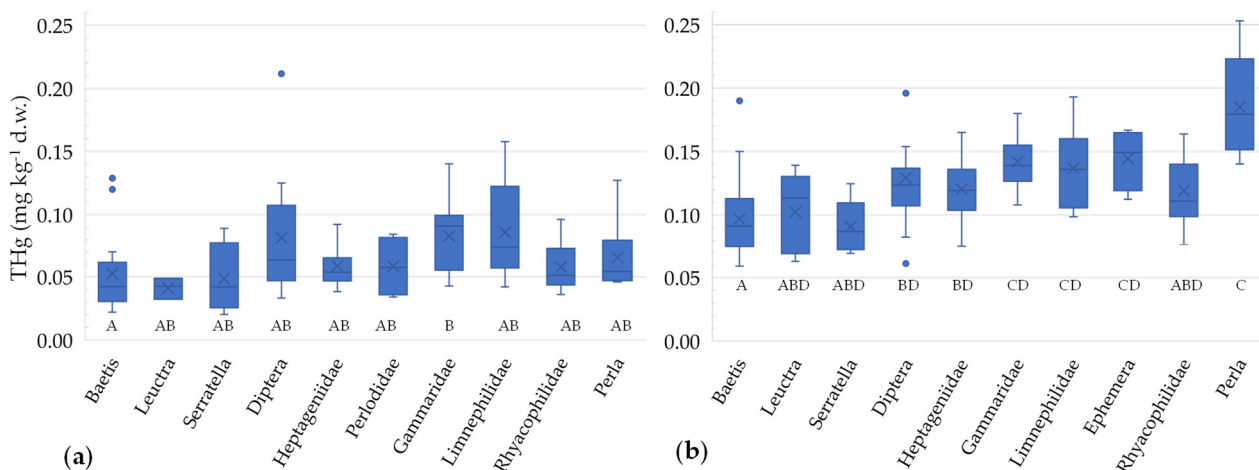 THg (mg kg⁻¹ d.w.)
0.25
0.20
0.15
0.10
0.05
0.00
A AB AB AB AB AB B AB AB AB
Baetis
Leuctra
Serratella
Diptera
Heptageniidae
Perlodidae
Gammaridae
Limnephilidae
Rhyacophilidae
Perla
(a)
0.25
0.20
0.15
0.10
0.05
0.00
A ABD ABD BD BD CD CD CD ABD C
Baetis
Leuctra
Serratella
Diptera
Heptageniidae
Gammaridae
Limnephilidae
Ephemera
Rhyacophilidae
Perla
(b)